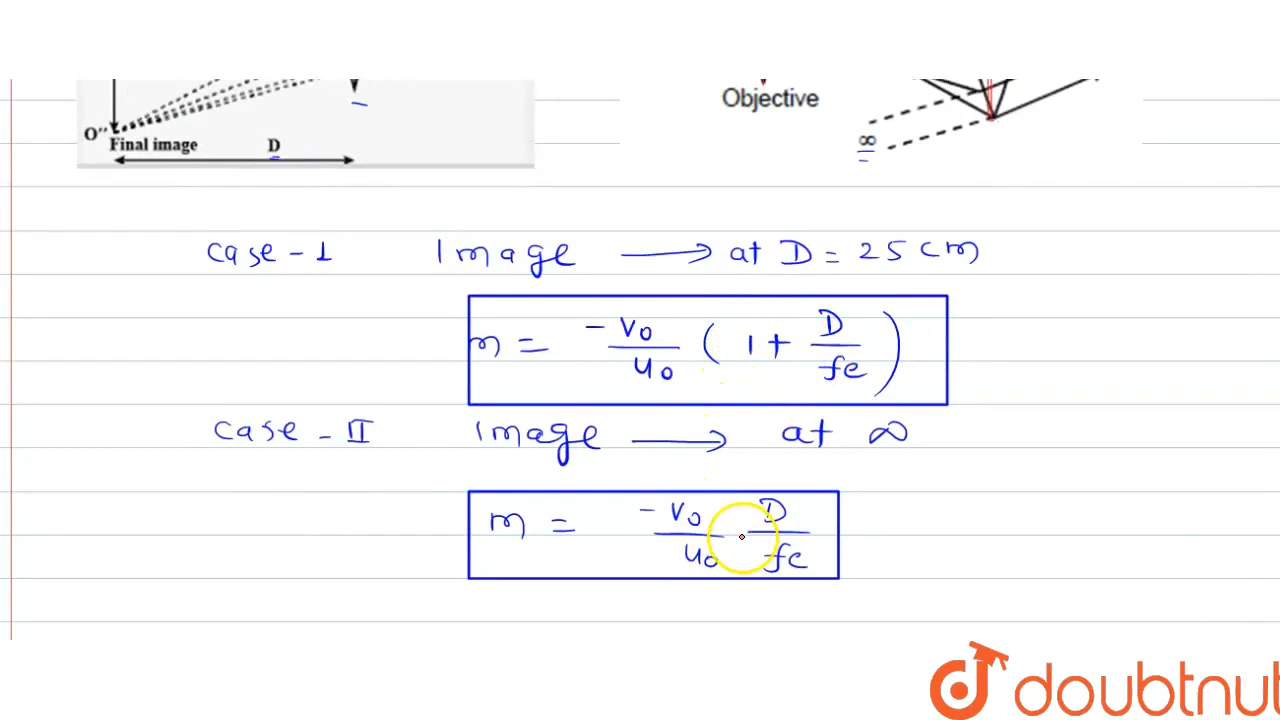 Objective
O''
Final image D
∞
case - I Image → at D = 25 cm
m = -v₀/u₀ (1 + D/fe)
case - II Image → at ∞
m = -v₀/u₀ D/fe
doubtnut